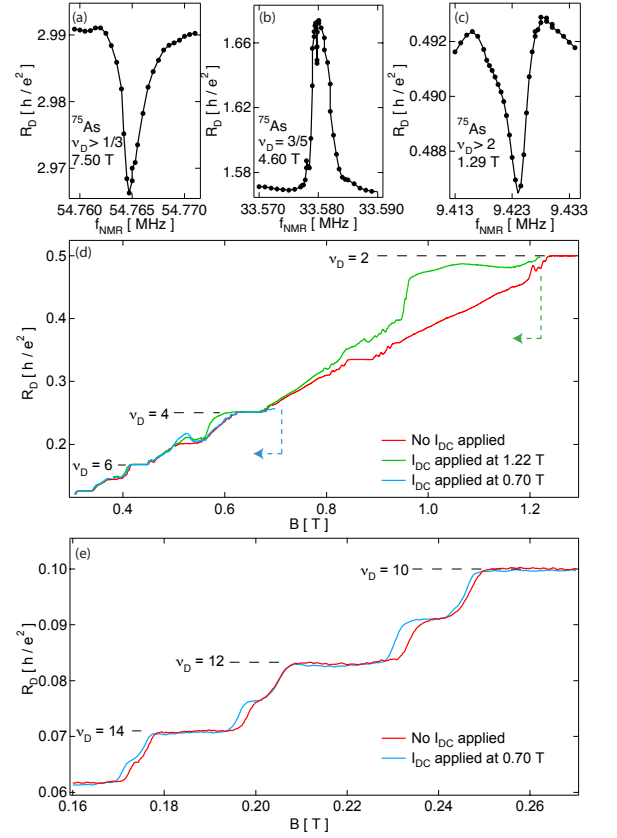 (a)
2.99
2.98
2.97
R_D [ h / e² ]
⁷⁵As
ν_D > 1/3
7.50 T
54.760 54.765 54.770
f_NMR [ MHz ]
(b)
1.66
1.62
1.58
R_D [ h / e² ]
⁷⁵As
ν_D = 3/5
4.60 T
33.570 33.580 33.590
f_NMR [ MHz ]
(c)
0.492
0.490
0.488
R_D [ h / e² ]
⁷⁵As
ν_D > 2
1.29 T
9.413 9.423 9.433
f_NMR [ MHz ]
(d)
0.5
0.4
0.3
0.2
R_D [ h / e² ]
ν_D = 2
ν_D = 4
ν_D = 6
No I_DC applied
I_DC applied at 1.22 T
I_DC applied at 0.70 T
0.4 0.6 0.8 1.0 1.2
B [ T ]
(e)
0.10
0.09
0.08
0.07
0.06
R_D [ h / e² ]
ν_D = 10
ν_D = 12
ν_D = 14
No I_DC applied
I_DC applied at 0.70 T
0.16 0.18 0.20 0.22 0.24 0.26
B [ T ]